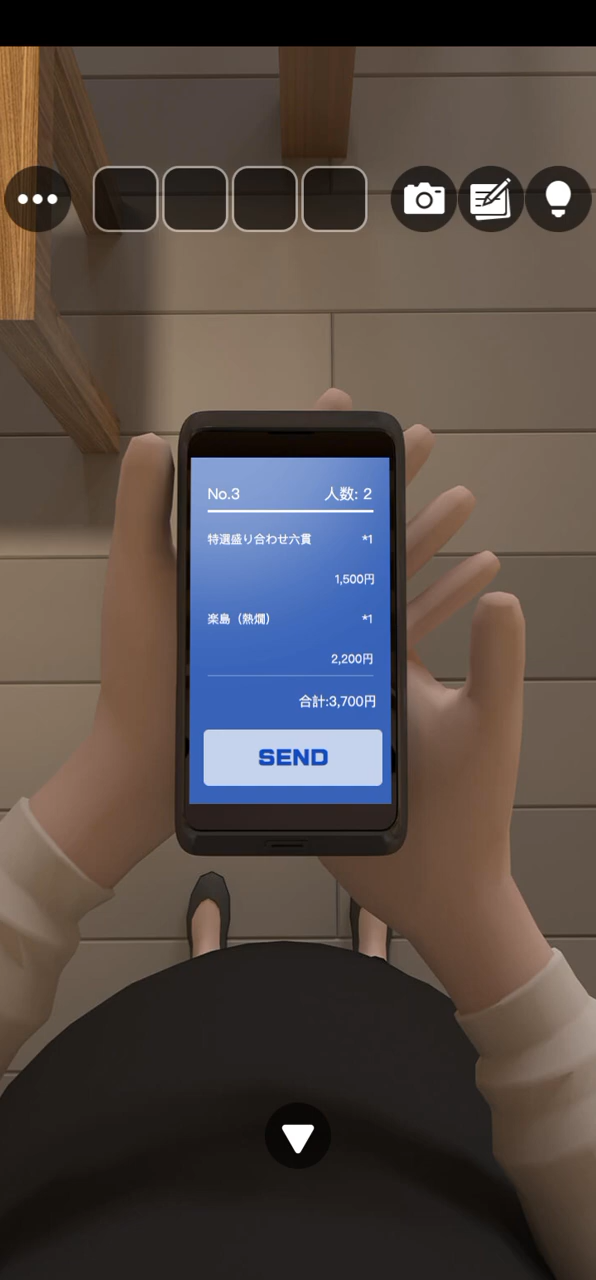 No.3 人数: 2
特選盛り合わせ六貫 *1
1,500円
楽島（熱燗） *1
2,200円
合計:3,700円
SEND